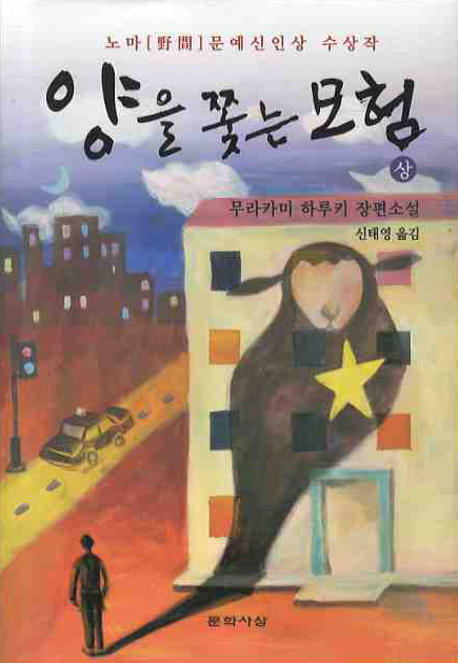 노마[野間]문예신인상 수상작
양을 쫓는 모험
상
무라카미 하루키 장편소설
신태영 옮김
문학사상